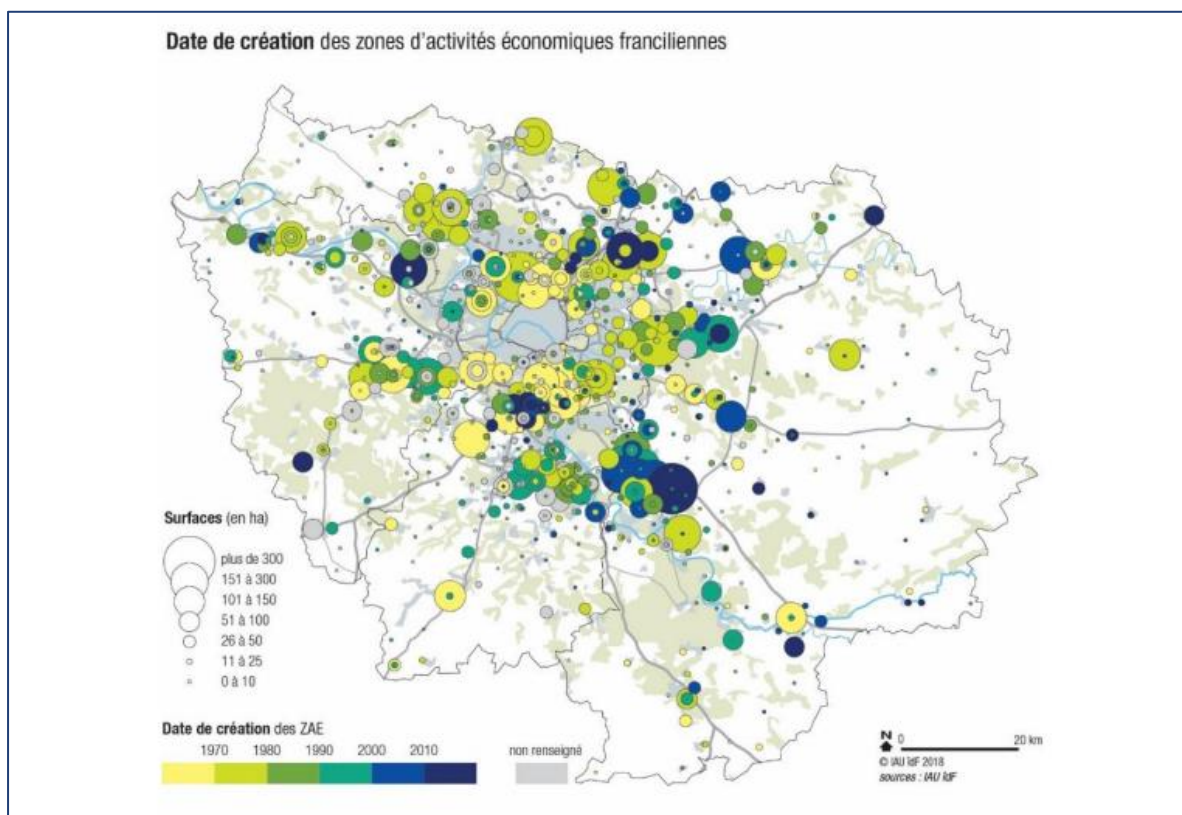 Date de création des zones d'activités économiques franciliennes
Surfaces (en ha)
plus de 300
151 à 300
101 à 150
51 à 100
26 à 50
11 à 25
0 à 10
Date de création des ZAE
1970 1980 1990 2000 2010
non renseigné
N
0 20 km
© IAU îdF 2018
sources : IAU îdF